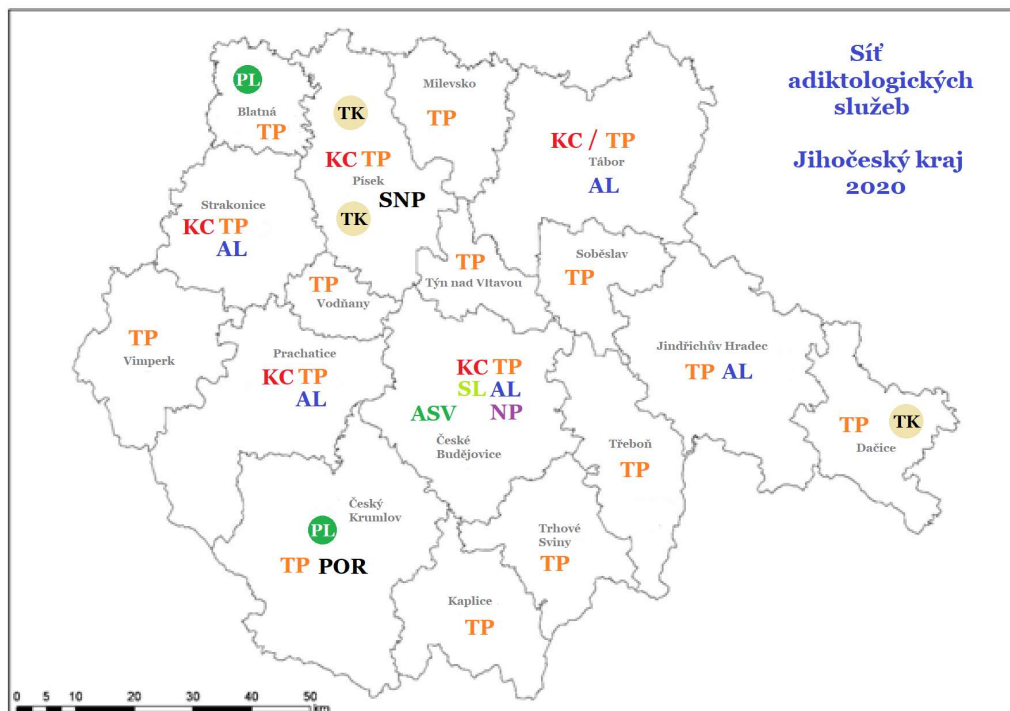 Síť
adiktologických
služeb
Jihočeský kraj
2020
PL
Blatná
TP
TK
KC TP
Písek
SNP
TK
Milevsko
TP
KC / TP
Tábor
AL
Strakonice
KC TP
AL
TP
Vodňany
TP
Týn nad Vltavou
Soběslav
TP
TP
Vimperk
Prachatice
KC TP
AL
KC TP
SL AL
ASV NP
České
Budějovice
Jindřichův Hradec
TP AL
TP TK
Dačice
Třeboň
TP
Český
Krumlov
PL
TP POR
Trhové
Sviny
TP
Kaplice
TP
0 5 10 20 30 40 50
km